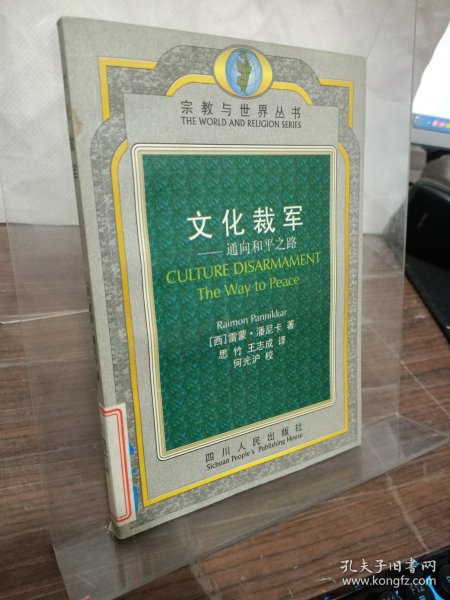 宗教与世界丛书
THE WORLD AND RELIGION SERIES
文化裁军
——通向和平之路
CULTURE DISARMAMENT
The Way to Peace
Raimon Pannikkar
[西]雷蒙·潘尼卡 著
思竹 王志成 译
何光沪 校
四川人民出版社
Sichuan People's Publishing House
孔夫子旧书网
www.kongfz.com